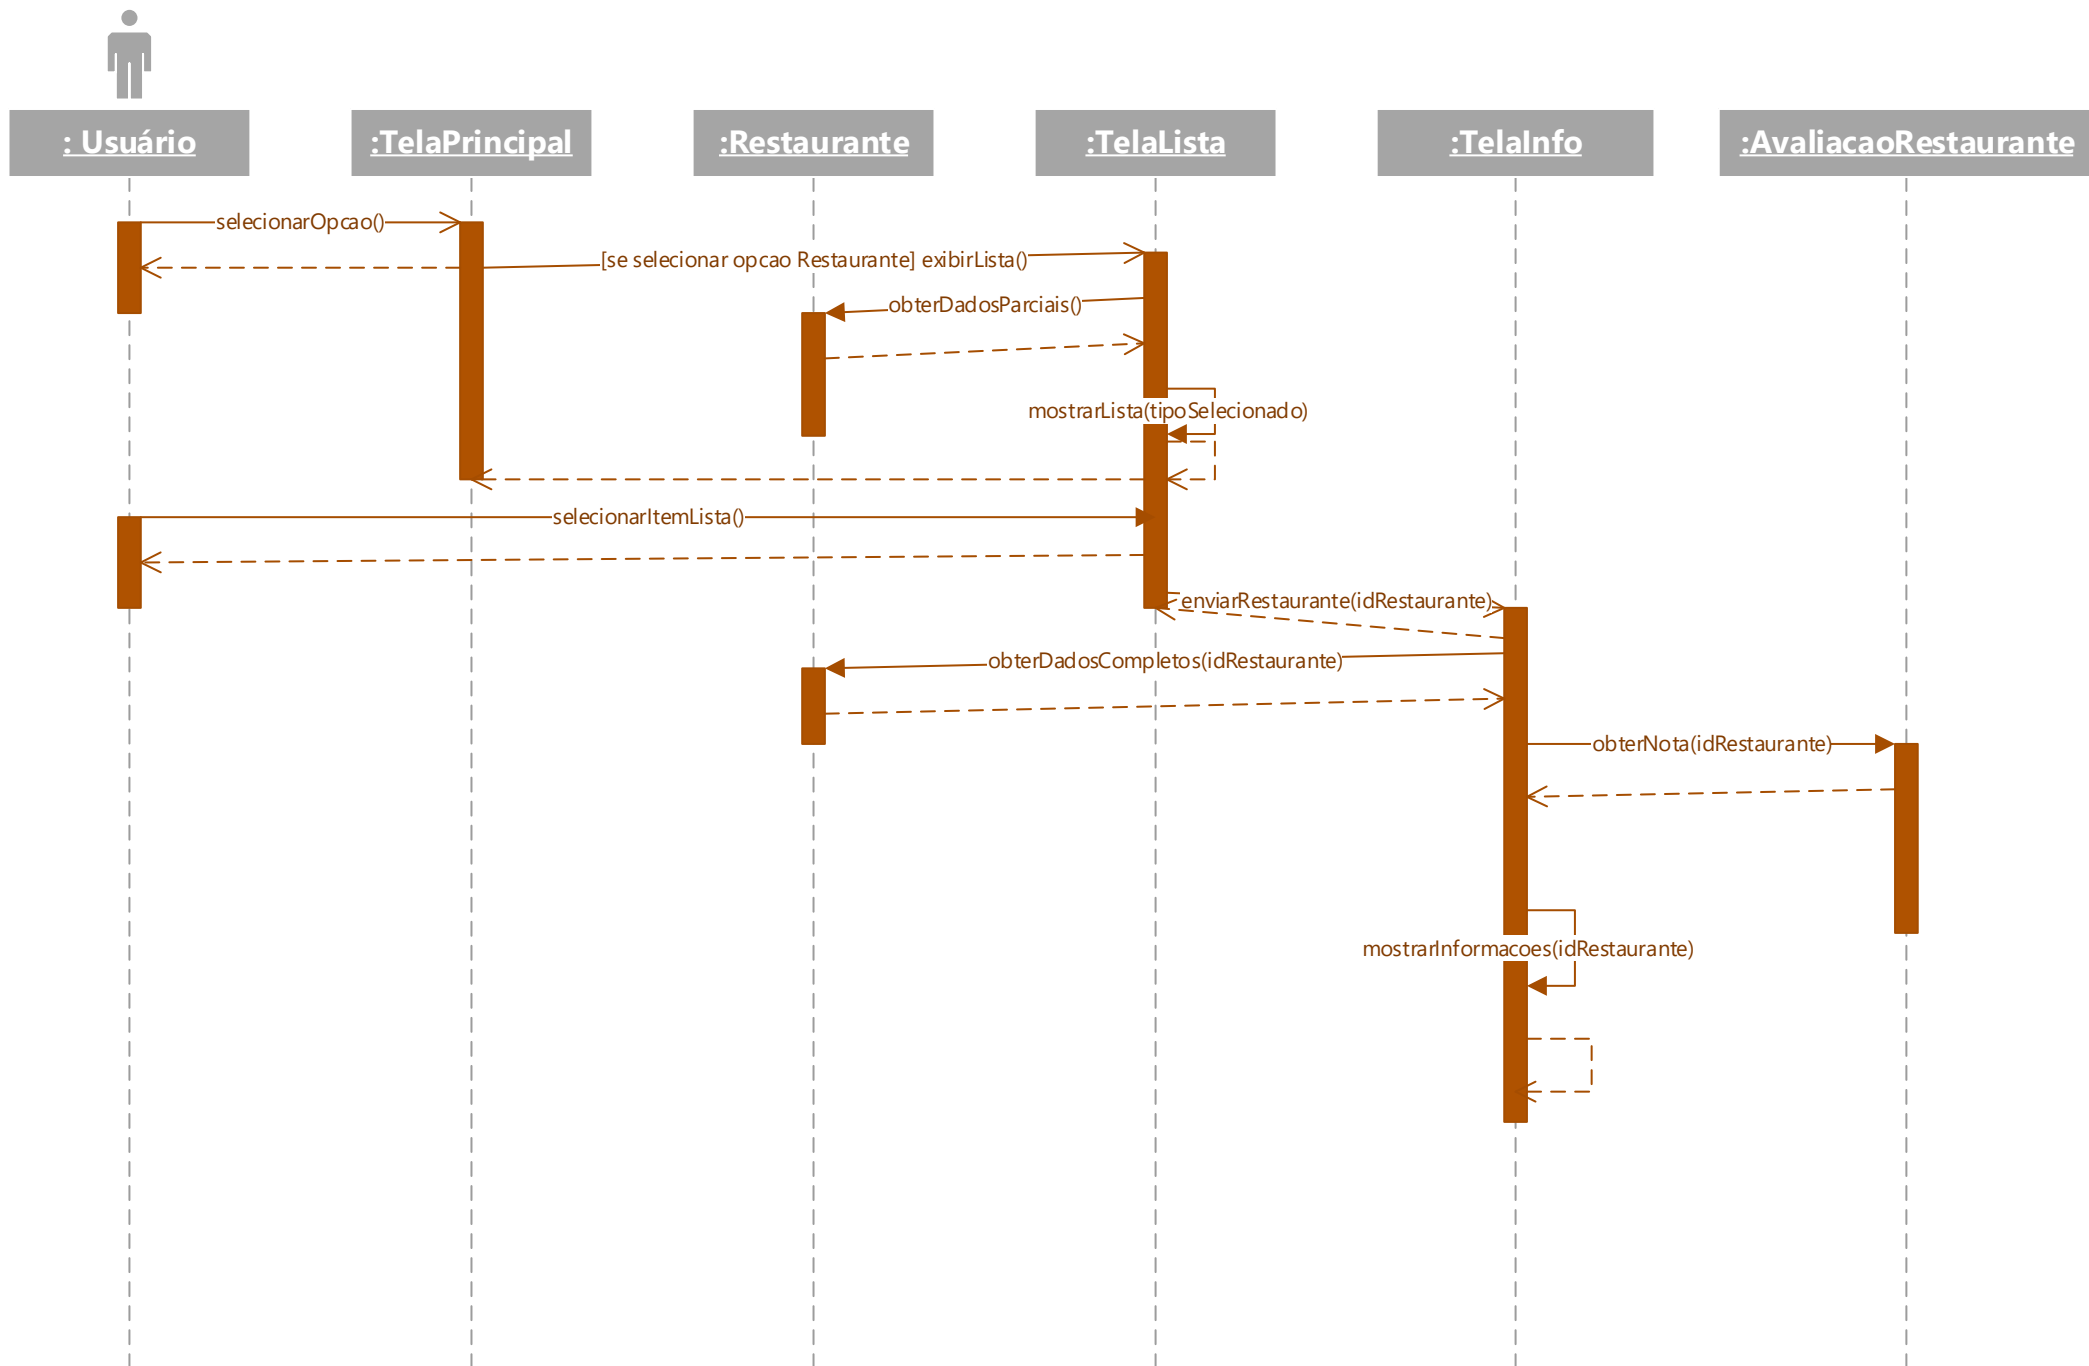 : Usuário
:TelaPrincipal
:Restaurante
:TelaLista
:TelaInfo
:AvaliacaoRestaurante
selecionarOpcao()
[se selecionar opcao Restaurante] exibirLista()
obterDadosParciais()
mostrarLista(tipoSelecionado)
selecionarItemLista()
enviarRestaurante(idRestaurante)
obterDadosCompletos(idRestaurante)
obterNota(idRestaurante)
mostrarInformacoes(idRestaurante)